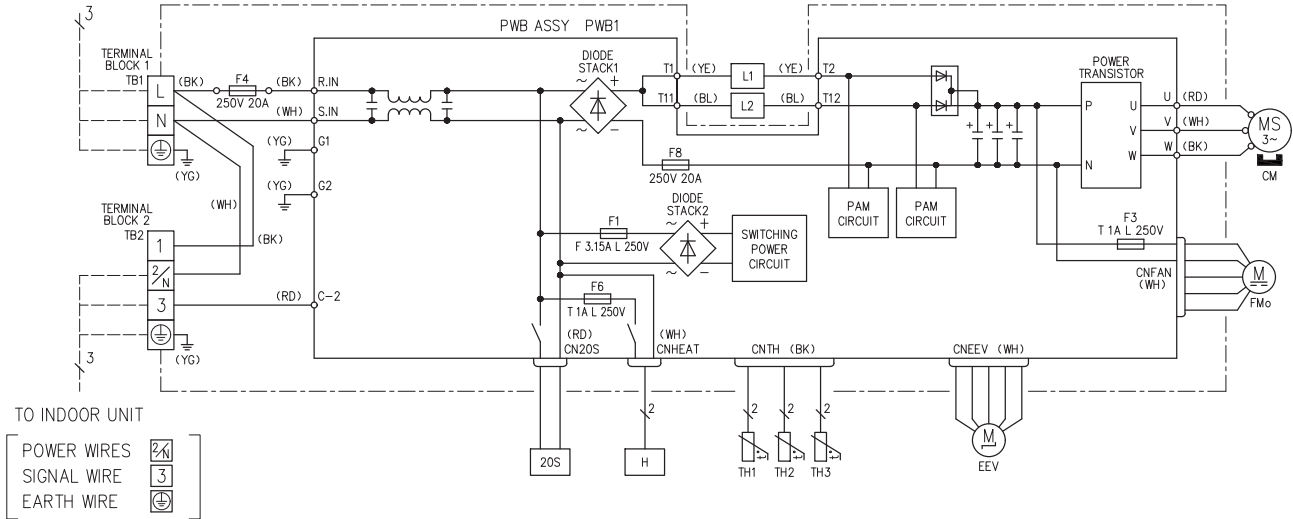 3
PWB ASSY PWB1
TERMINAL
BLOCK 1
TB1
L
N
(BK)
F4
250V 20A
(BK)
R.IN
(WH)
S.IN
(YG)
G1
(YG)
G2
(YG)
(WH)
(BK)
DIODE
STACK1
~
+
~
−
T1
(YE)
L1
(YE)
T2
T11
(BL)
L2
(BL)
T12
F8
250V 20A
PAM
CIRCUIT
PAM
CIRCUIT
+
+
+
POWER
TRANSISTOR
P
N
U
V
W
U
(RD)
V
(WH)
W
(BK)
MS
3~
CM
TERMINAL
BLOCK 2
TB2
1
2/N
3
(YG)
(RD)
C-2
3
F1
F 3.15A L 250V
DIODE
STACK2
~
+
~
−
SWITCHING
POWER
CIRCUIT
F6
T 1A L 250V
F3
T 1A L 250V
CNFAN
(WH)
M
FMo
(RD)
CN20S
(WH)
CNHEAT
CNTH (BK)
CNEEV (WH)
2
2
2
2
20S
H
t
TH1
t
TH2
t
TH3
M
EEV
TO INDOOR UNIT
POWER WIRES 2/N
SIGNAL WIRE 3
EARTH WIRE